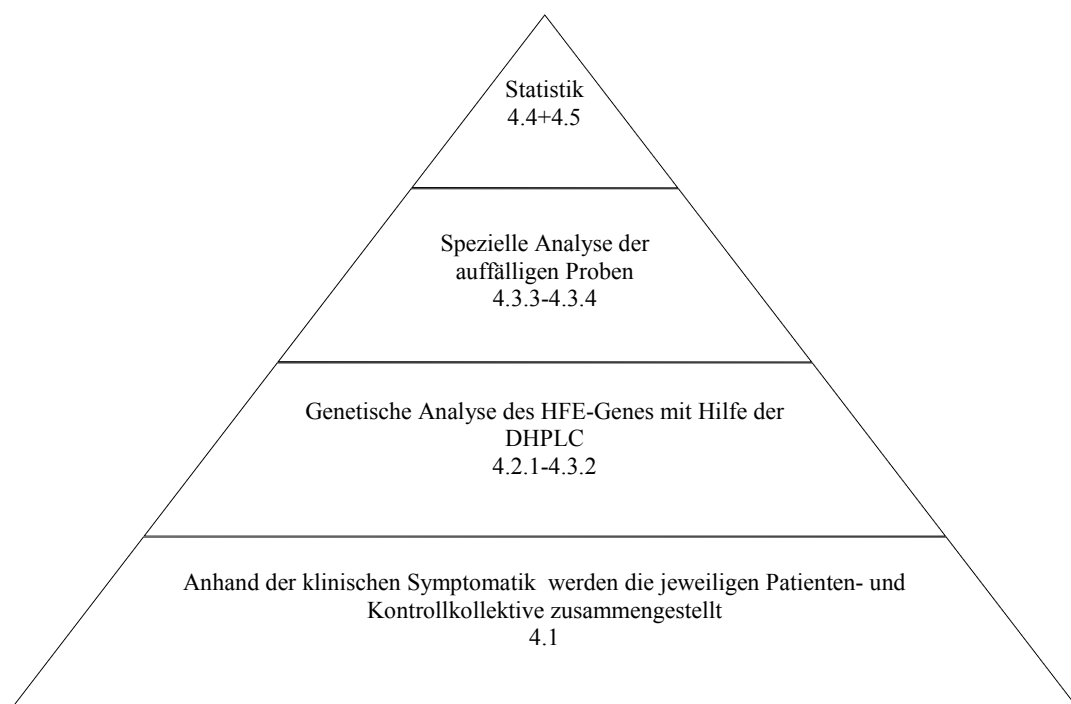 Statistik
4.4+4.5
Spezielle Analyse der
auffälligen Proben
4.3.3-4.3.4
Genetische Analyse des HFE-Genes mit Hilfe der
DHPLC
4.2.1-4.3.2
Anhand der klinischen Symptomatik  werden die jeweiligen Patienten- und
Kontrollkollektive zusammengestellt
4.1